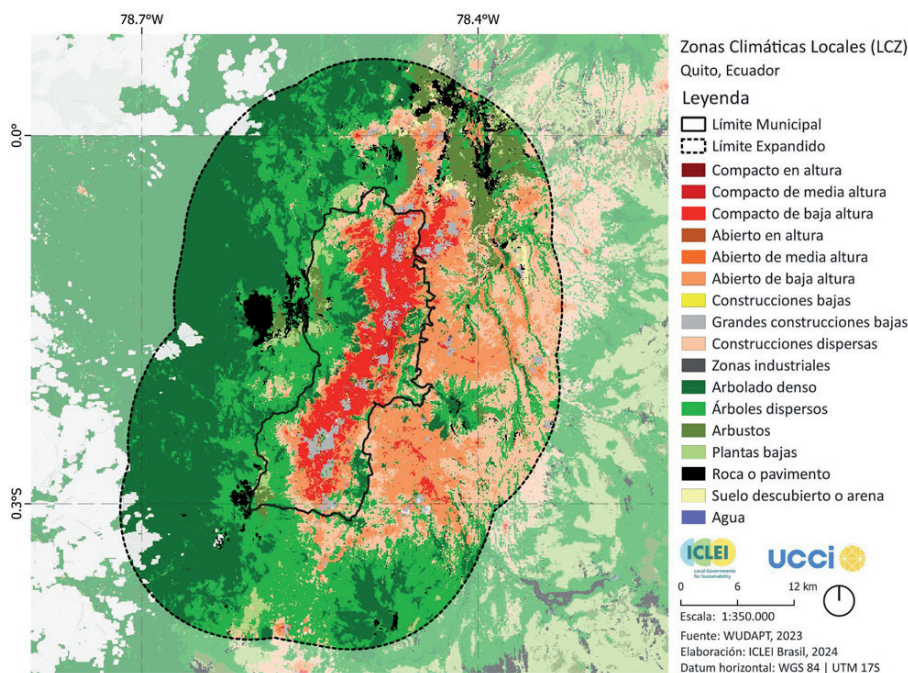 78.7°W
78.4°W
0.0°
0.3°S
Zonas Climáticas Locales (LCZ)
Quito, Ecuador
Leyenda
Límite Municipal
Límite Expandido
Compacto en altura
Compacto de media altura
Compacto de baja altura
Abierto en altura
Abierto de media altura
Abierto de baja altura
Construcciones bajas
Grandes construcciones bajas
Construcciones dispersas
Zonas industriales
Arbolado denso
Árboles dispersos
Arbustos
Plantas bajas
Roca o pavimento
Suelo descubierto o arena
Agua
ICLEI
Local Governments
for Sustainability
UCCI
0 6 12 km
Escala: 1:350.000
Fuente: WUDAPT, 2023
Elaboración: ICLEI Brasil, 2024
Datum horizontal: WGS 84 | UTM 17S